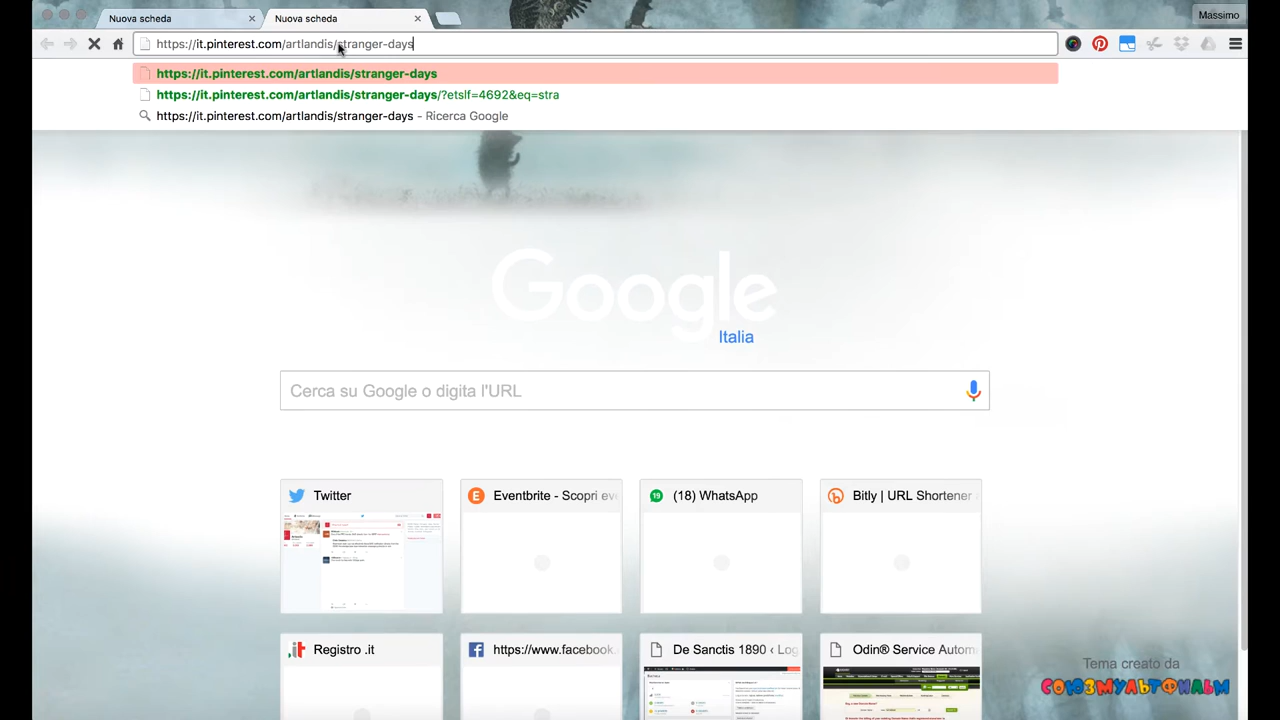 Nuova scheda
Nuova scheda
Massimo
https://it.pinterest.com/artlandis/stranger-days
https://it.pinterest.com/artlandis/stranger-days
https://it.pinterest.com/artlandis/stranger-days/?etslf=4692&eq=stra
https://it.pinterest.com/artlandis/stranger-days – Ricerca Google
Google
Italia
Cerca su Google o digita l'URL
Twitter
Eventbrite - Scopri eve
19
(18) WhatsApp
Bitly | URL Shortener
Registro .it
https://www.facebook.
De Sanctis 1890 ‹ Log
Odin® Service Autom
Tema creato da